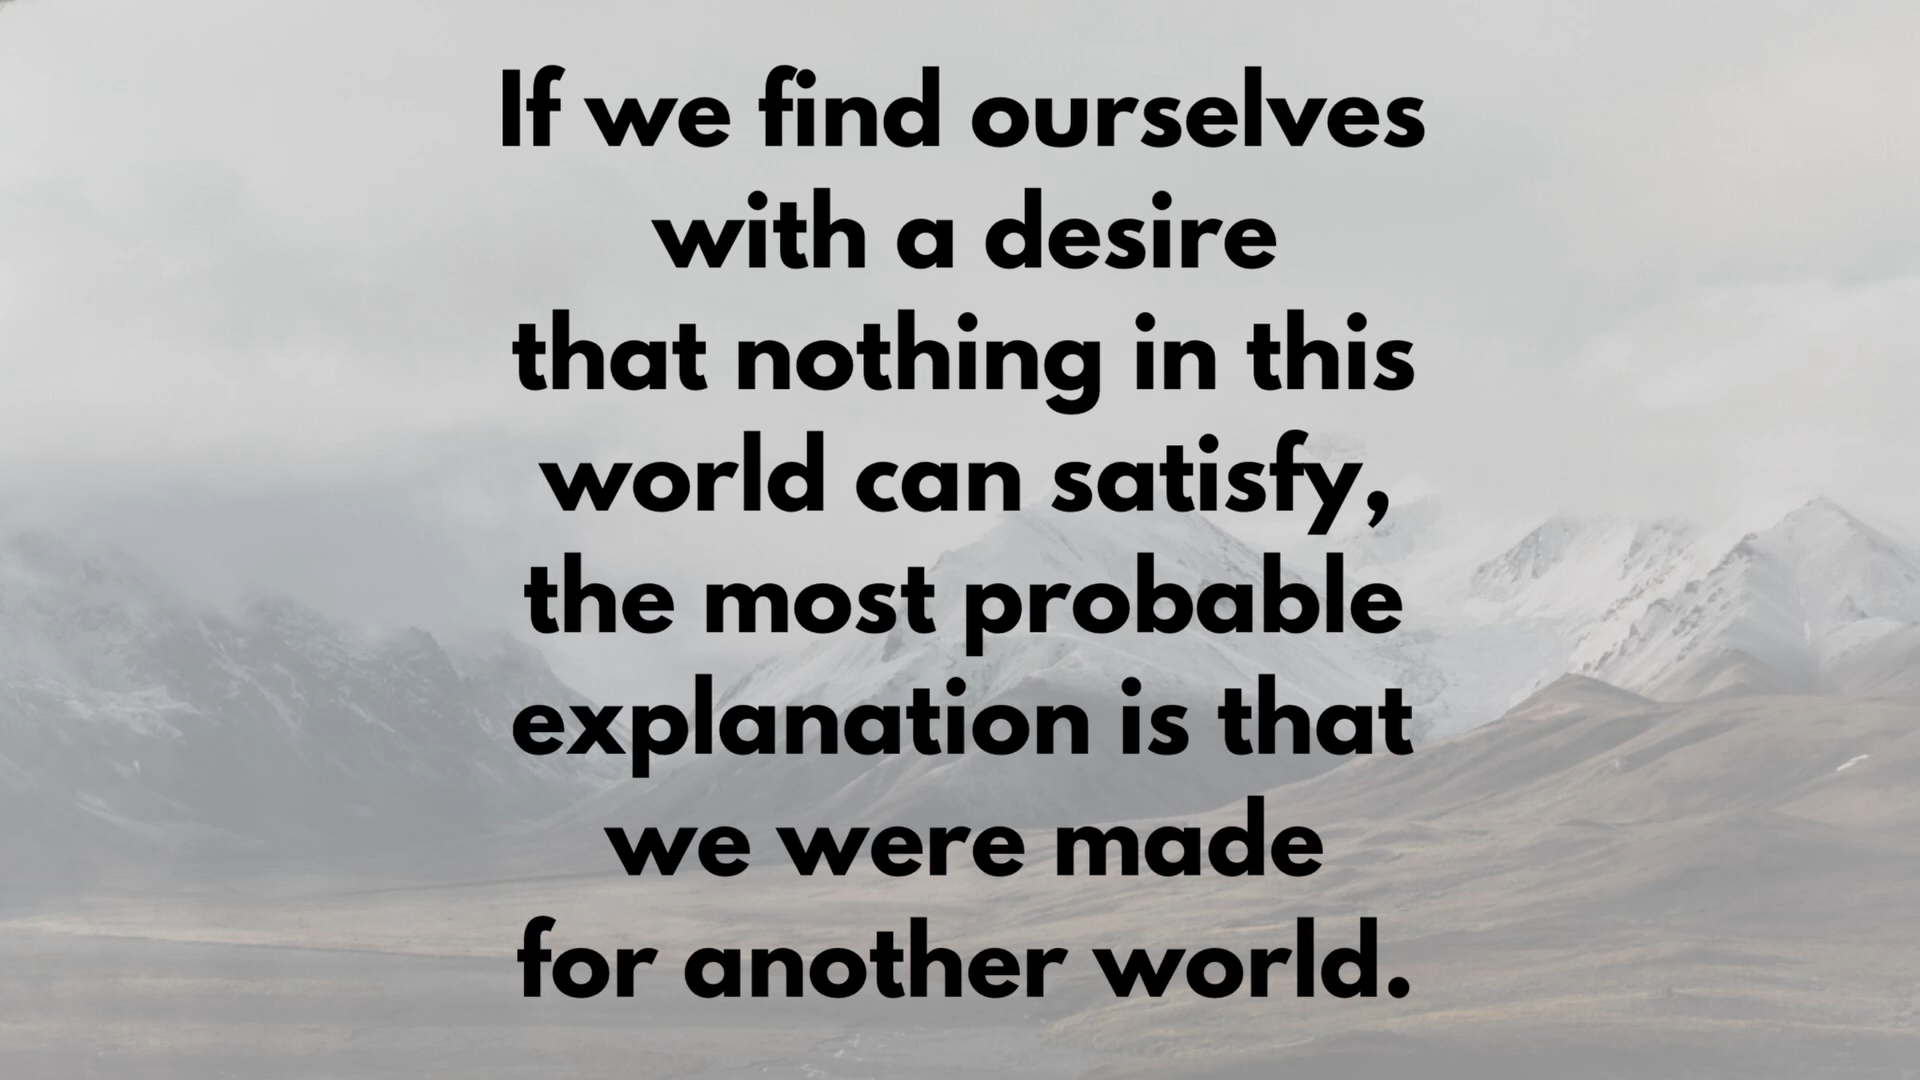 If we find ourselves
with a desire
that nothing in this
world can satisfy,
the most probable
explanation is that
we were made
for another world.